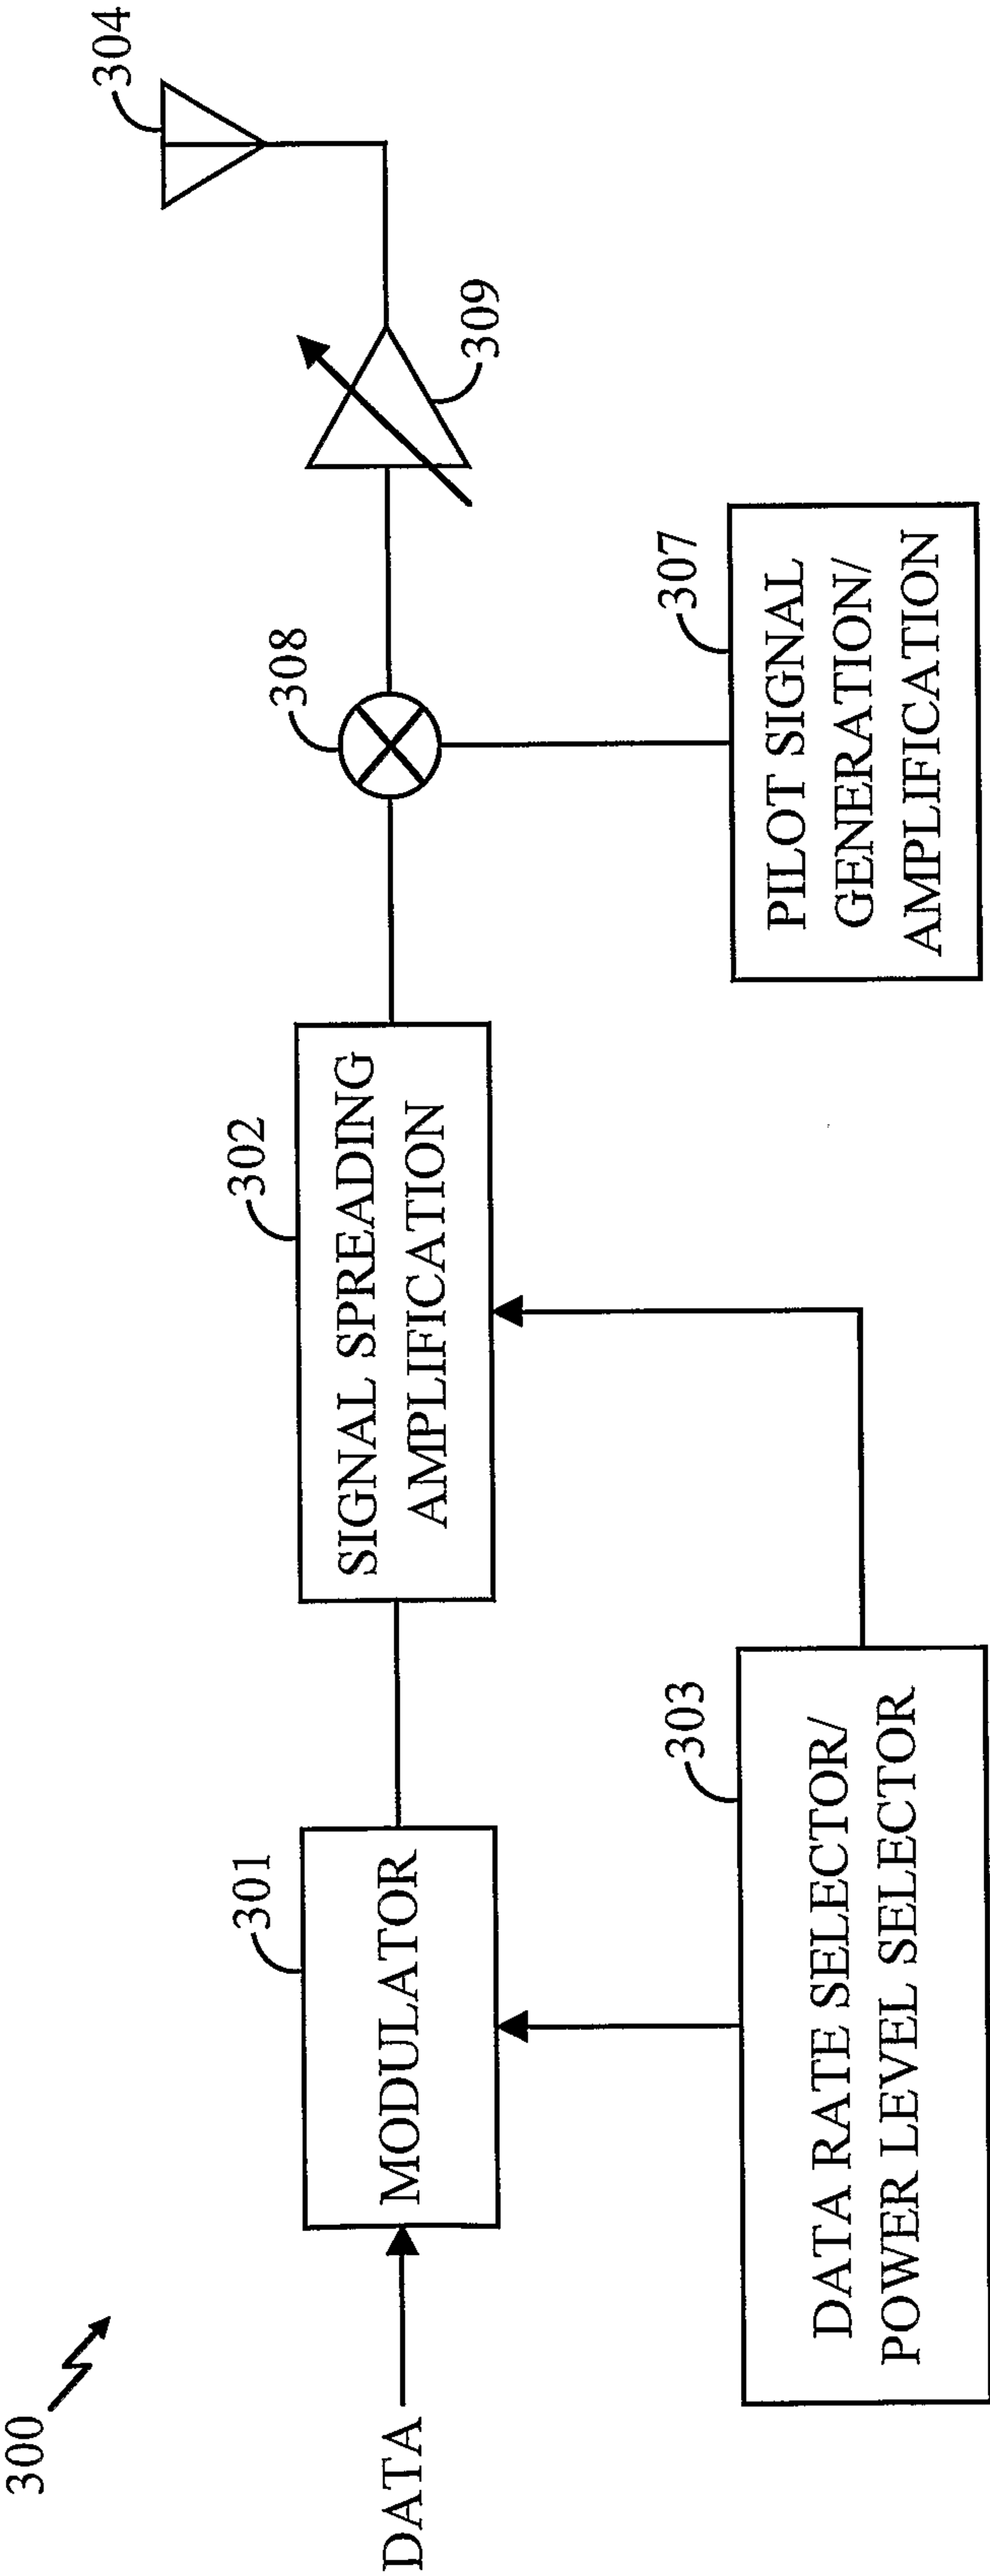 300
304
309
308
302
301
DATA
MODULATOR
SIGNAL SPREADING
AMPLIFICATION
303
DATA RATE SELECTOR/
POWER LEVEL SELECTOR
307
PILOT SIGNAL
GENERATION/
AMPLIFICATION